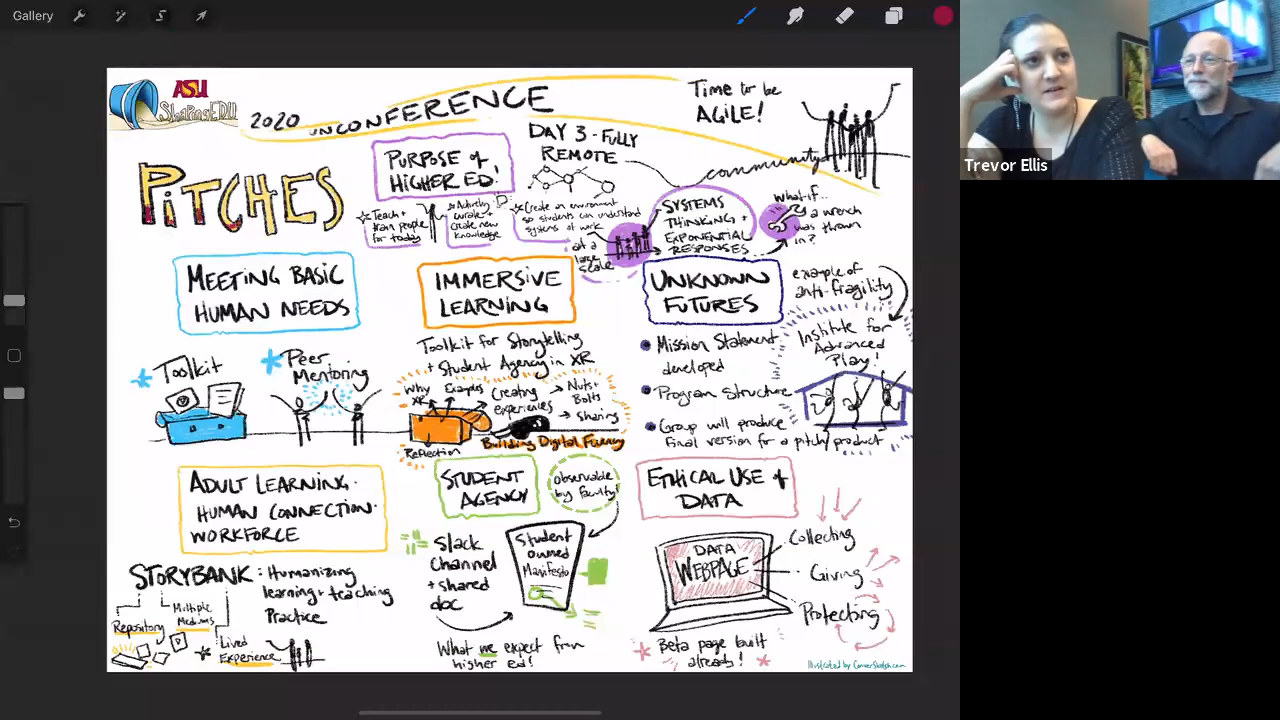 Gallery
ASU
ShapingEDU
2020 UNCONFERENCE
Time to be
AGILE!
DAY 3 - FULLY
REMOTE
community
PITCHES
PURPOSE of
HIGHER ED!
Teach +
train people
for today
Actively
curate +
create new
knowledge
Create an environment
so students can understand
systems at work
at a
large
scale
SYSTEMS
THINKING +
EXPONENTIAL
RESPONSES
what if...
a wrench
was thrown
in?
MEETING BASIC
HUMAN NEEDS
Toolkit
Peer
Mentoring
IMMERSIVE
LEARNING
Toolkit for Storytelling
+ Student Agency in XR
Why
XR
Examples
Creating
experiences
Nuts +
Bolts
Sharing
Reflection
Building Digital Fluency
UNKNOWN
FUTURES
example of
anti-fragility
Institute for
Advanced
Play!
Mission Statement
developed
Program Structure
Group will produce
final version for a pitch/product
ADULT LEARNING.
HUMAN CONNECTION.
WORKFORCE
STORYBANK: Humanizing
learning + teaching
Practice
Repository
Multiple
Mediums
Lived
Experience
STUDENT
AGENCY
observable
by faculty!
Slack
Channel
+ shared
doc
Student
owned
Manifesto
What we expect from
higher ed!
ETHICAL USE of
DATA
DATA
WEBPAGE
Collecting
Giving
Protecting
Beta page built
already!
Illustrated by ConverSketch.com
Trevor Ellis